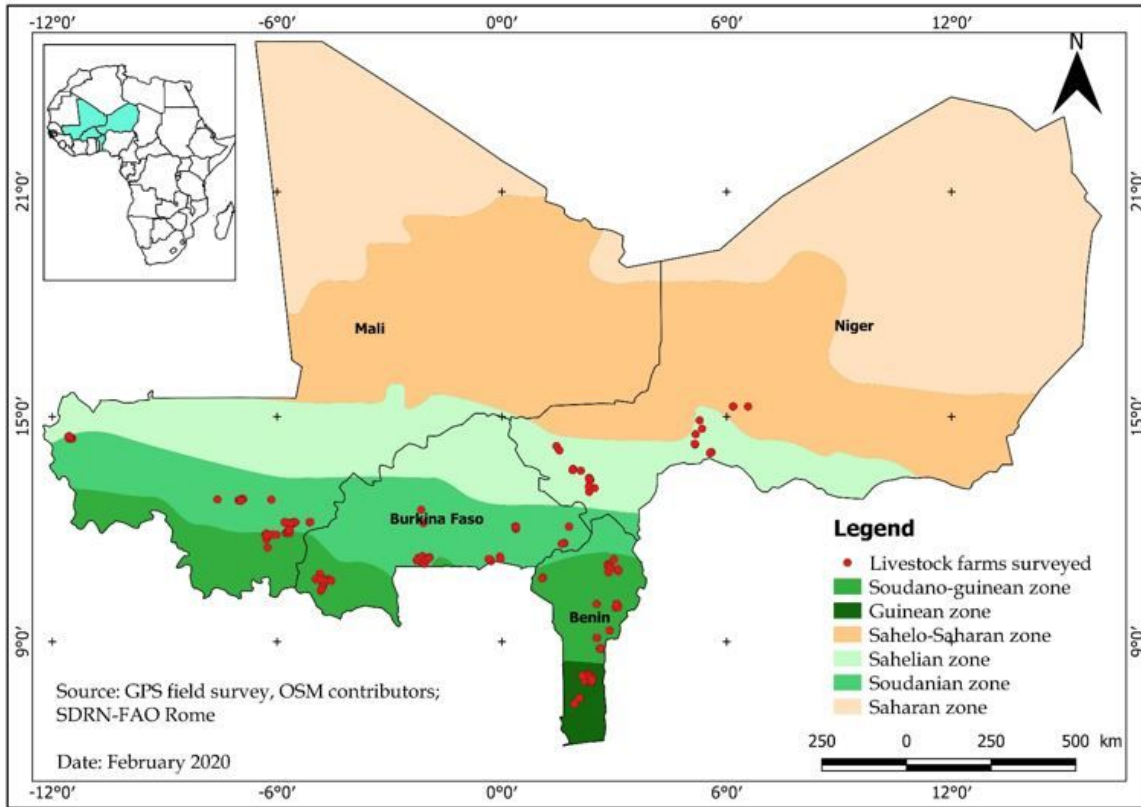 -12°0′ -6°0′ 0°0′ 6°0′ 12°0′
N
21°0′ 21°0′
Mali
Niger
15°0′ 15°0′
Burkina Faso
Benin
9°0′ 9°0′
Legend
Livestock farms surveyed
Soudano-guinean zone
Guinean zone
Sahelo-Saharan zone
Sahelian zone
Soudanian zone
Saharan zone
Source: GPS field survey, OSM contributors;
SDRN-FAO Rome
Date: February 2020
250 0 250 500 km
-12°0′ -6°0′ 0°0′ 6°0′ 12°0′